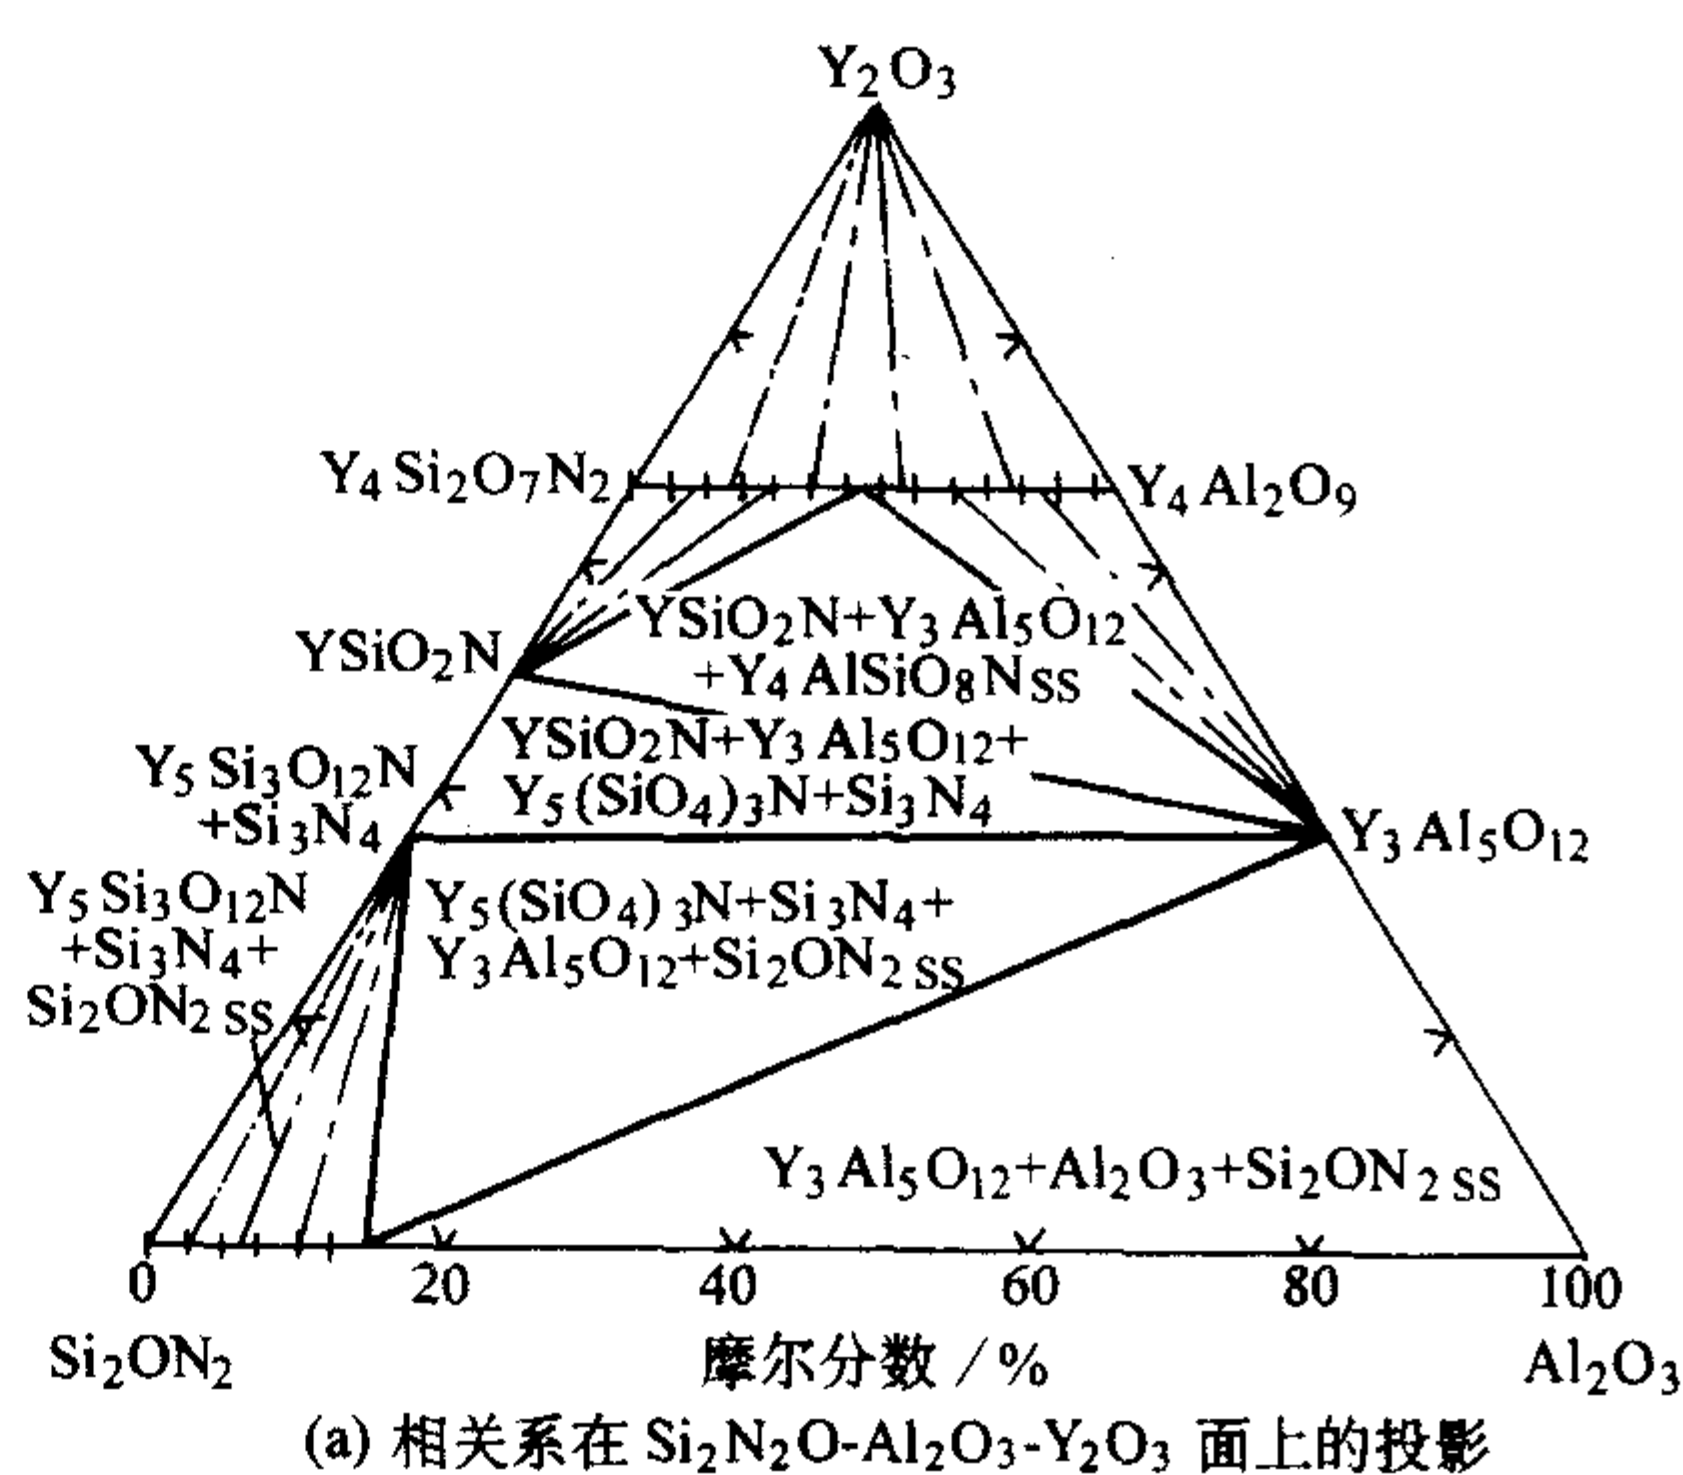 Y₂O₃
Y₄Si₂O₇N₂
Y₄Al₂O₉
YSiO₂N
YSiO₂N+Y₃Al₅O₁₂
+Y₄AlSiO₈N SS
Y₅Si₃O₁₂N
+Si₃N₄
YSiO₂N+Y₃Al₅O₁₂+
Y₅(SiO₄)₃N+Si₃N₄
Y₃Al₅O₁₂
Y₅Si₃O₁₂N
+Si₃N₄+
Si₂ON₂ SS
Y₅(SiO₄)₃N+Si₃N₄+
Y₃Al₅O₁₂+Si₂ON₂ SS
Y₃Al₅O₁₂+Al₂O₃+Si₂ON₂ SS
0 20 40 60 80 100
Si₂ON₂ 摩尔分数/% Al₂O₃
(a) 相关系在 Si₂N₂O-Al₂O₃-Y₂O₃ 面上的投影